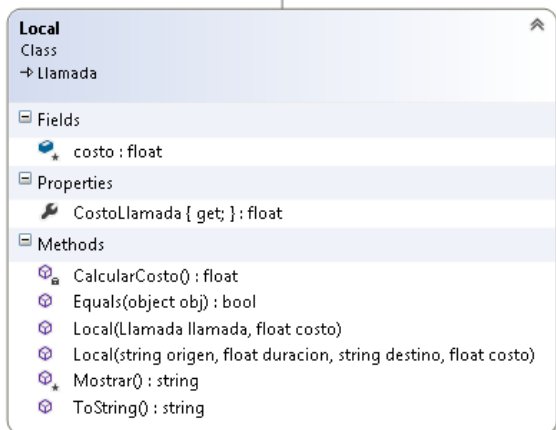 Local
Class
→ Llamada
Fields
costo : float
Properties
CostoLlamada { get; } : float
Methods
CalcularCosto() : float
Equals(object obj) : bool
Local(Llamada llamada, float costo)
Local(string origen, float duracion, string destino, float costo)
Mostrar() : string
ToString() : string